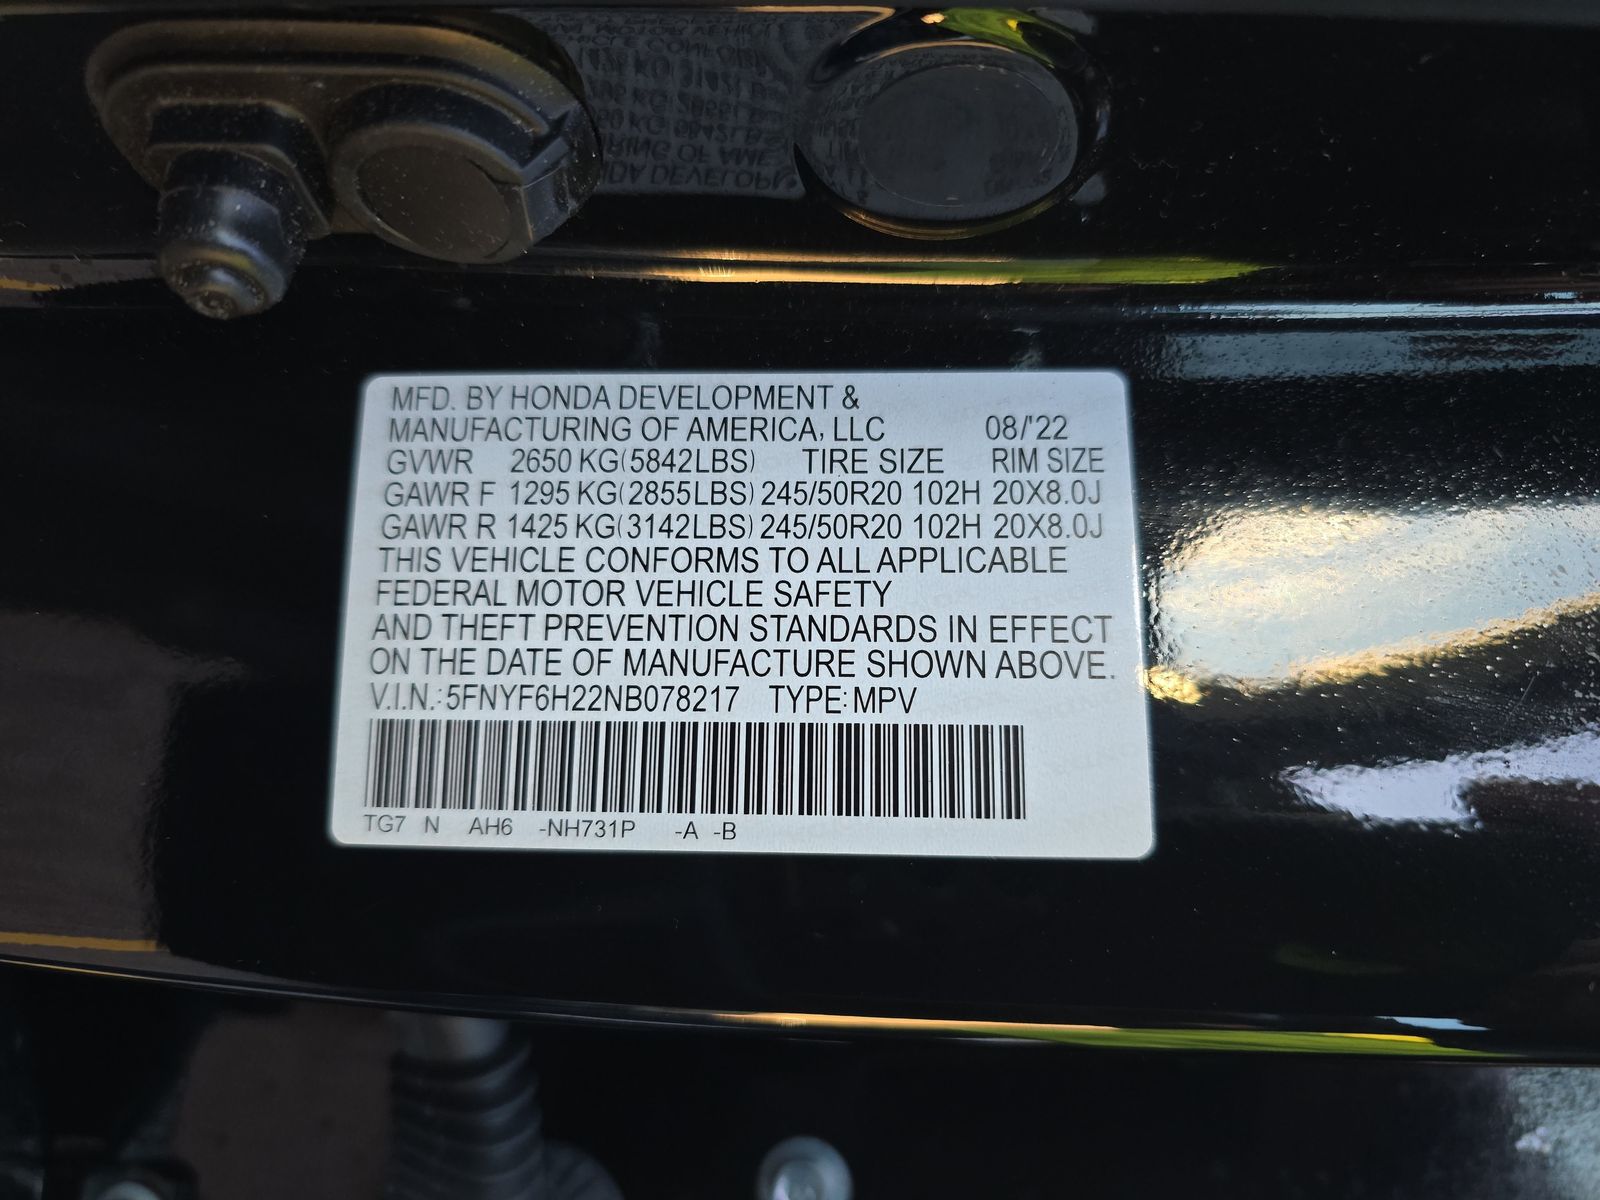 MFD. BY HONDA DEVELOPMENT &
MANUFACTURING OF AMERICA, LLC 08/'22
GVWR 2650 KG(5842LBS) TIRE SIZE RIM SIZE
GAWR F 1295 KG(2855LBS) 245/50R20 102H 20X8.0J
GAWR R 1425 KG(3142LBS) 245/50R20 102H 20X8.0J
THIS VEHICLE CONFORMS TO ALL APPLICABLE
FEDERAL MOTOR VEHICLE SAFETY
AND THEFT PREVENTION STANDARDS IN EFFECT
ON THE DATE OF MANUFACTURE SHOWN ABOVE.
V.I.N.: 5FNYF6H22NB078217 TYPE: MPV
TG7 N AH6 -NH731P -A -B